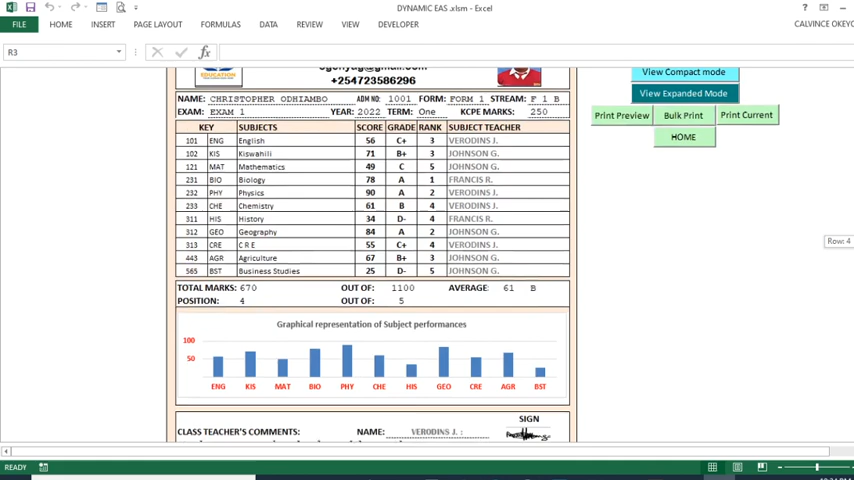 DYNAMIC EAS .xlsm - Excel
FILE HOME INSERT PAGE LAYOUT FORMULAS DATA REVIEW VIEW DEVELOPER CALVINCE OKEYO
R3
EDUCATION
+254723586296
NAME: CHRISTOPHER ODHIAMBO ADM NO: 1001 FORM: FORM 1 STREAM: F 1 B
EXAM: EXAM 1 YEAR: 2022 TERM: One KCPE MARKS: 250
KEY SUBJECTS SCORE GRADE RANK SUBJECT TEACHER
101 ENG English 56 C+ 3 VERODINS J.
102 KIS Kiswahili 71 B+ 3 JOHNSON G.
121 MAT Mathematics 49 C 5 JOHNSON G.
231 BIO Biology 78 A 1 FRANCIS R.
232 PHY Physics 90 A 2 VERODINS J.
233 CHE Chemistry 61 B 4 VERODINS J.
311 HIS History 34 D- 4 FRANCIS R.
312 GEO Geography 84 A 2 JOHNSON G.
313 CRE C R E 55 C+ 4 VERODINS J.
443 AGR Agriculture 67 B+ 3 JOHNSON G.
565 BST Business Studies 25 D- 5 JOHNSON G.
TOTAL MARKS: 670 OUT OF: 1100 AVERAGE: 61 B
POSITION: 4 OUT OF: 5
Graphical representation of Subject performances
100
50
ENG KIS MAT BIO PHY CHE HIS GEO CRE AGR BST
SIGN
CLASS TEACHER'S COMMENTS: NAME: VERODINS J. :
View Compact mode
View Expanded Mode
Print Preview Bulk Print Print Current
HOME
Row: 4
READY